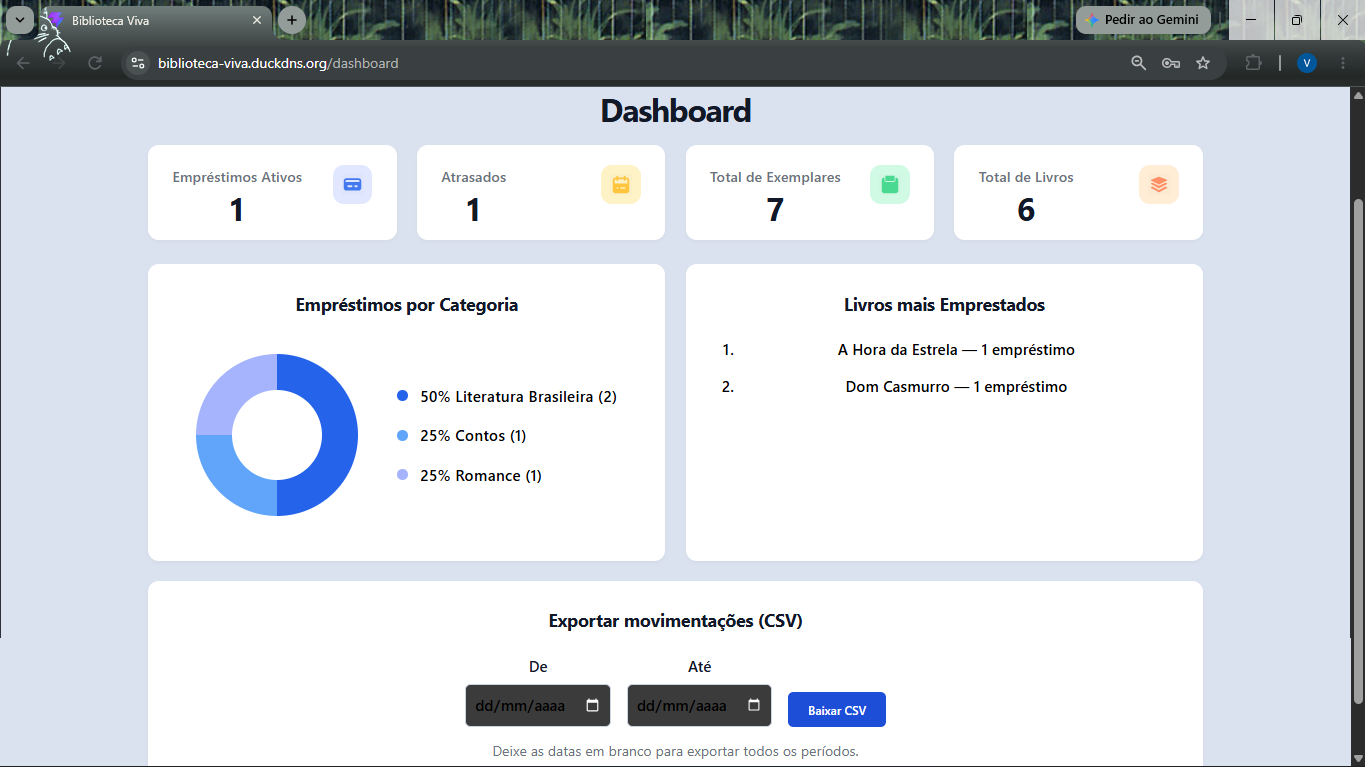 Biblioteca Viva
Pedir ao Gemini
biblioteca-viva.duckdns.org/dashboard
V
Dashboard
Empréstimos Ativos
1
Atrasados
1
Total de Exemplares
7
Total de Livros
6
Empréstimos por Categoria
50% Literatura Brasileira (2)
25% Contos (1)
25% Romance (1)
Livros mais Emprestados
1. A Hora da Estrela — 1 empréstimo
2. Dom Casmurro — 1 empréstimo
Exportar movimentações (CSV)
De
Até
dd/mm/aaaa
dd/mm/aaaa
Baixar CSV
Deixe as datas em branco para exportar todos os períodos.